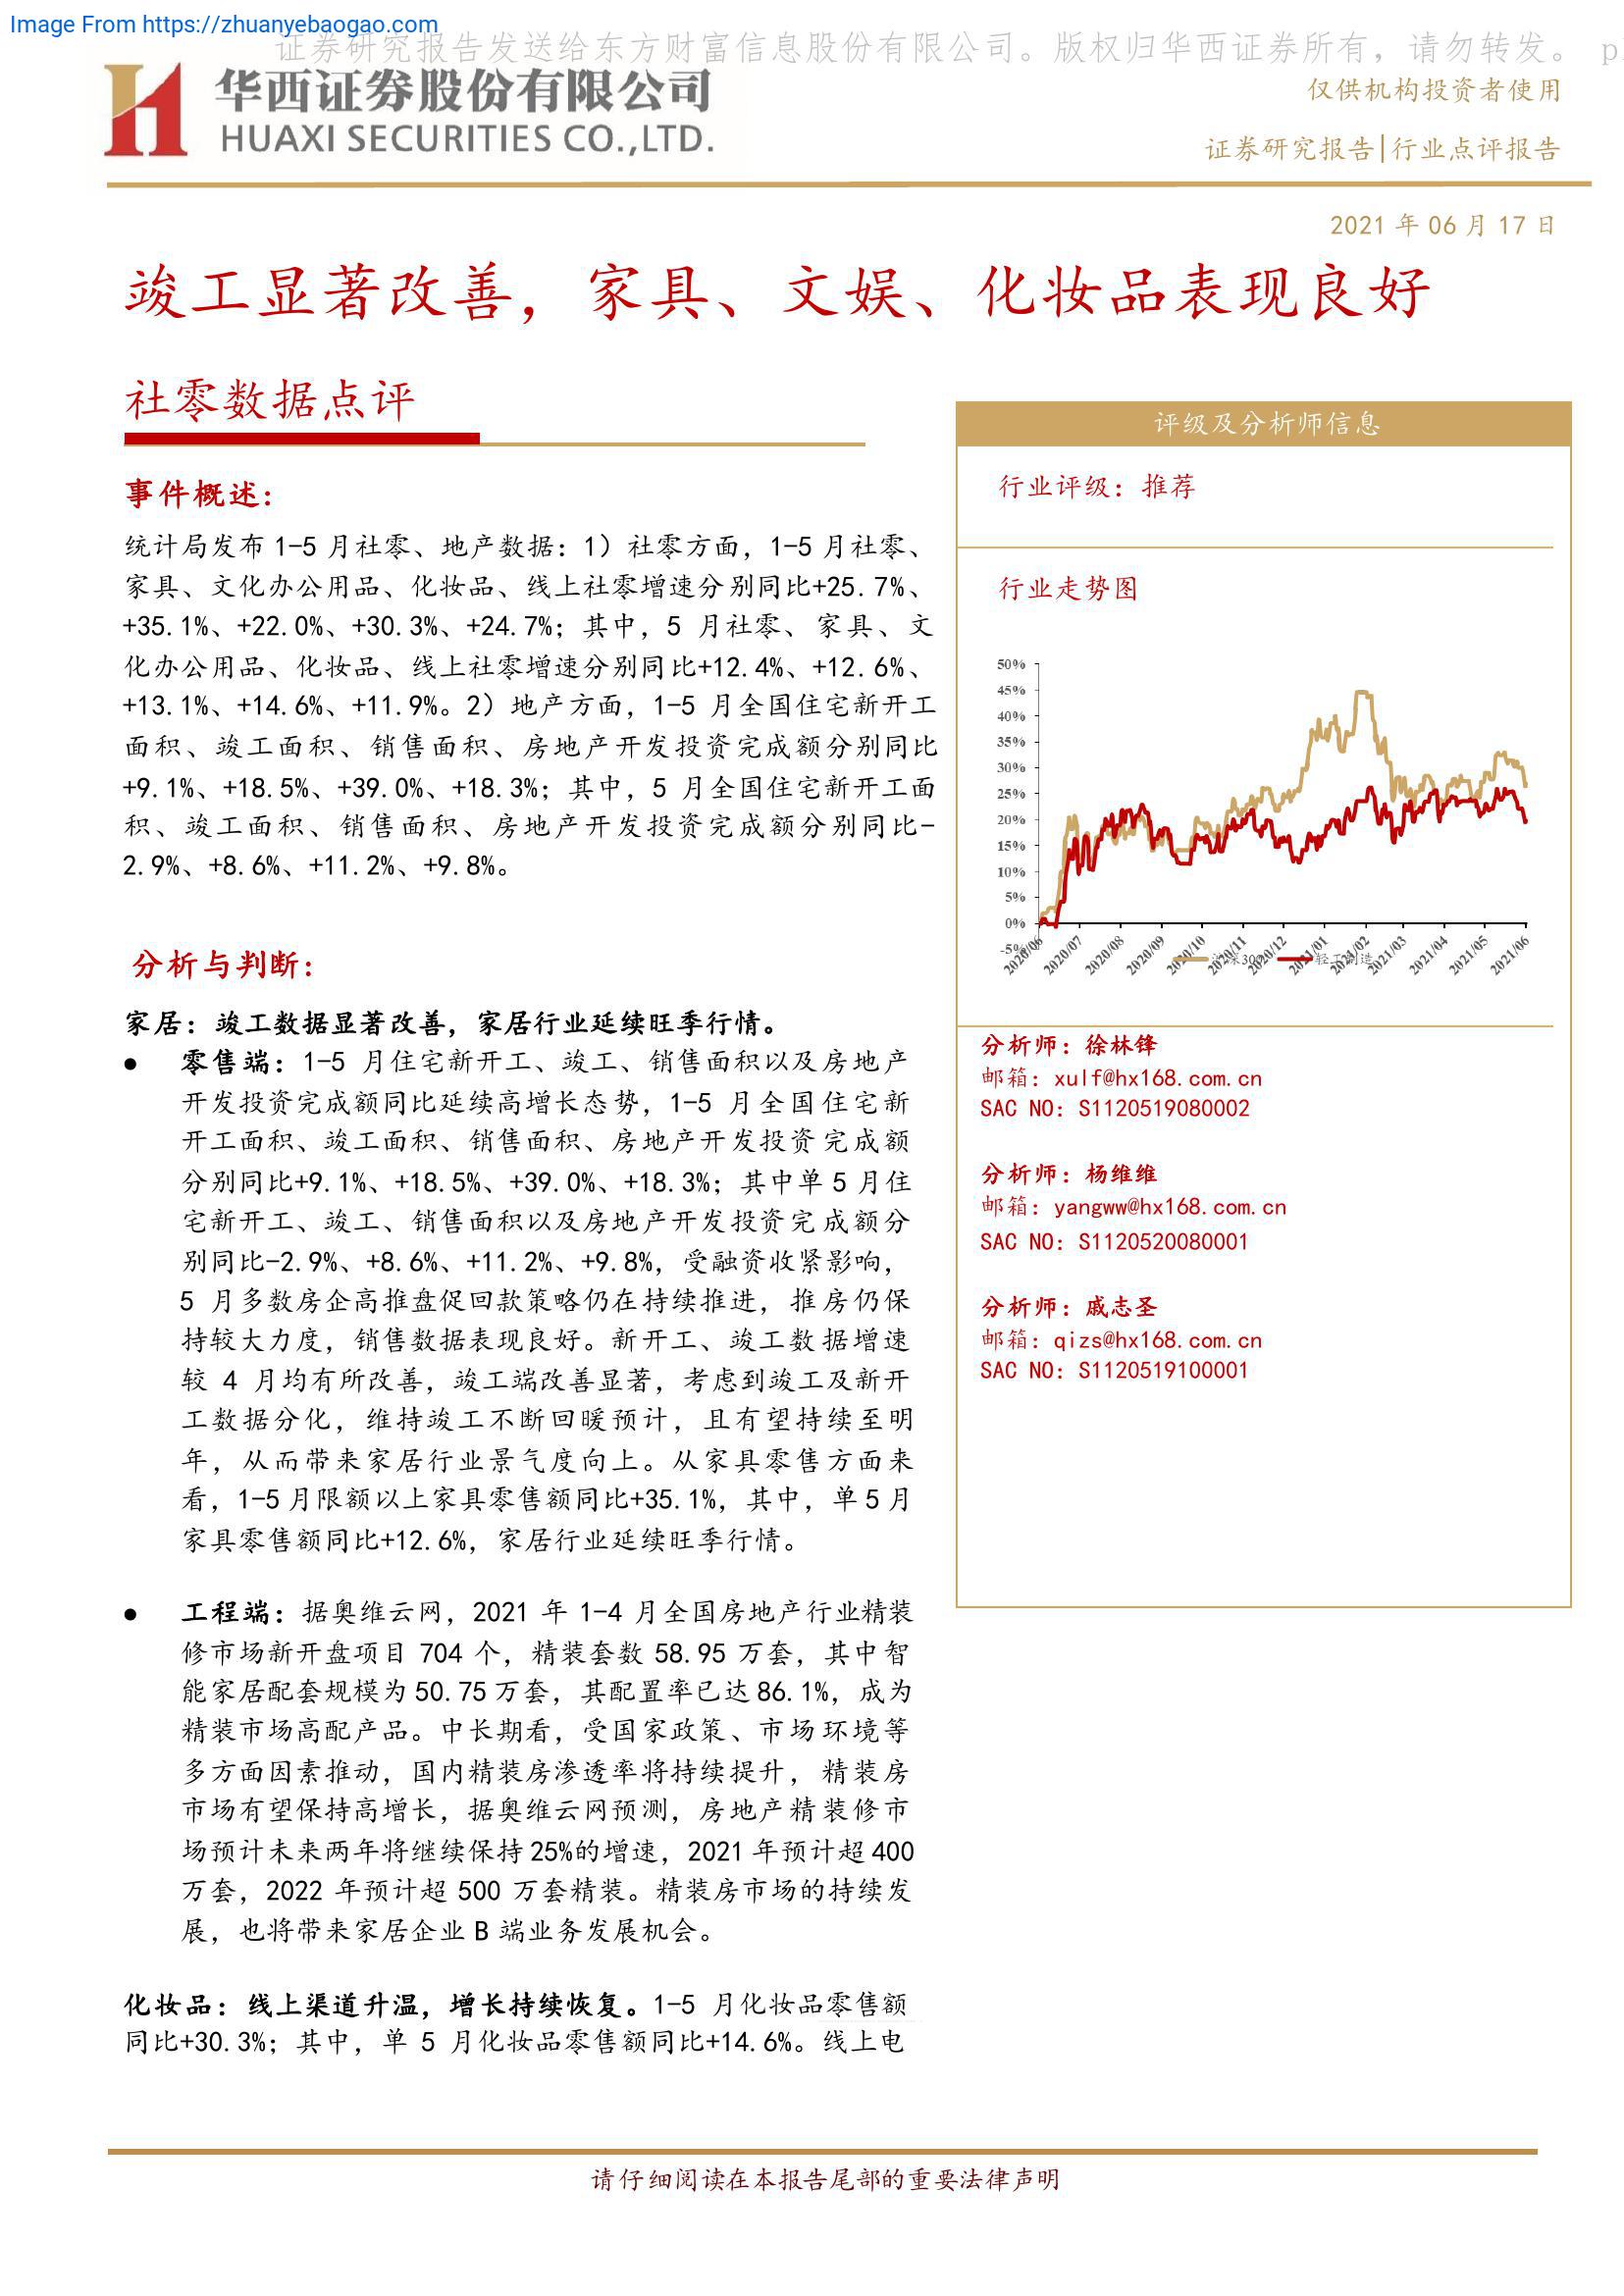 Image From https://zhuanyebaogao.com
证券研究报告发送给东方财富信息股份有限公司。版权归华西证券所有，请勿转发。 p
华西证券股份有限公司
HUAXI SECURITIES CO.,LTD.
仅供机构投资者使用
证券研究报告|行业点评报告
2021 年 06 月 17 日
竣工显著改善，家具、文娱、化妆品表现良好
社零数据点评
事件概述：
统计局发布 1-5 月社零、地产数据：1）社零方面，1-5 月社零、
家具、文化办公用品、化妆品、线上社零增速分别同比+25.7%、
+35.1%、+22.0%、+30.3%、+24.7%；其中，5 月社零、家具、文
化办公用品、化妆品、线上社零增速分别同比+12.4%、+12.6%、
+13.1%、+14.6%、+11.9%。2）地产方面，1-5 月全国住宅新开工
面积、竣工面积、销售面积、房地产开发投资完成额分别同比
+9.1%、+18.5%、+39.0%、+18.3%；其中，5 月全国住宅新开工面
积、竣工面积、销售面积、房地产开发投资完成额分别同比-
2.9%、+8.6%、+11.2%、+9.8%。
分析与判断：
家居：竣工数据显著改善，家居行业延续旺季行情。
● 零售端：1-5 月住宅新开工、竣工、销售面积以及房地产
开发投资完成额同比延续高增长态势，1-5 月全国住宅新
开工面积、竣工面积、销售面积、房地产开发投资完成额
分别同比+9.1%、+18.5%、+39.0%、+18.3%；其中单 5 月住
宅新开工、竣工、销售面积以及房地产开发投资完成额分
别同比-2.9%、+8.6%、+11.2%、+9.8%，受融资收紧影响，
5 月多数房企高推盘促回款策略仍在持续推进，推房仍保
持较大力度，销售数据表现良好。新开工、竣工数据增速
较 4 月均有所改善，竣工端改善显著，考虑到竣工及新开
工数据分化，维持竣工不断回暖预计，且有望持续至明
年，从而带来家居行业景气度向上。从家具零售方面来
看，1-5 月限额以上家具零售额同比+35.1%，其中，单 5 月
家具零售额同比+12.6%，家居行业延续旺季行情。
● 工程端：据奥维云网，2021 年 1-4 月全国房地产行业精装
修市场新开盘项目 704 个，精装套数 58.95 万套，其中智
能家居配套规模为 50.75 万套，其配置率已达 86.1%，成为
精装市场高配产品。中长期看，受国家政策、市场环境等
多方面因素推动，国内精装房渗透率将持续提升，精装房
市场有望保持高增长，据奥维云网预测，房地产精装修市
场预计未来两年将继续保持 25%的增速，2021 年预计超 400
万套，2022 年预计超 500 万套精装。精装房市场的持续发
展，也将带来家居企业 B 端业务发展机会。
化妆品：线上渠道升温，增长持续恢复。1-5 月化妆品零售额
同比+30.3%；其中，单 5 月化妆品零售额同比+14.6%。线上电
评级及分析师信息
行业评级：推荐
行业走势图
50%
45%
40%
35%
30%
25%
20%
15%
10%
5%
0%
-5%
2020/06 2020/07 2020/08 2020/09 2020/10 2020/11 2020/12 2021/01 2021/02 2021/03 2021/04 2021/05 2021/06
沪深300 轻工制造
分析师：徐林锋
邮箱：xulf@hx168.com.cn
SAC NO：S1120519080002
分析师：杨维维
邮箱：yangww@hx168.com.cn
SAC NO：S1120520080001
分析师：戚志圣
邮箱：qizs@hx168.com.cn
SAC NO：S1120519100001
请仔细阅读在本报告尾部的重要法律声明